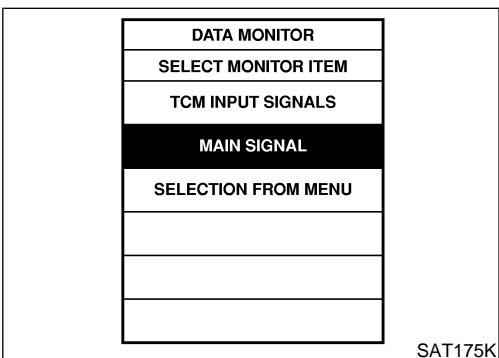 DATA MONITOR
SELECT MONITOR ITEM
TCM INPUT SIGNALS
MAIN SIGNAL
SELECTION FROM MENU
SAT175K